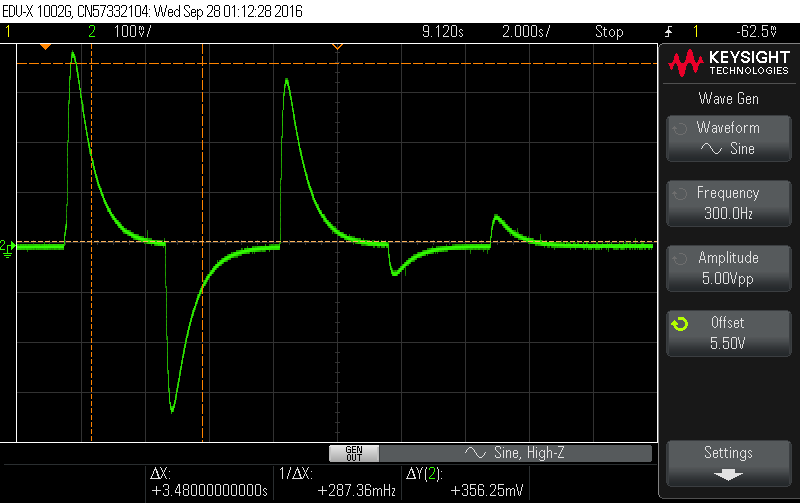 EDU-X 1002G, CN57332104: Wed Sep 28 01:12:28 2016
1 2 100mV/ 9.120s 2.000s/ Stop 1 -62.5mV
KEYSIGHT
TECHNOLOGIES
Wave Gen
Waveform
Sine
Frequency
300.0Hz
Amplitude
5.00Vpp
Offset
5.50V
2
GEN
OUT
Sine, High-Z
Settings
ΔX:
+3.48000000000s
1/ΔX:
+287.36mHz
ΔY(2):
+356.25mV